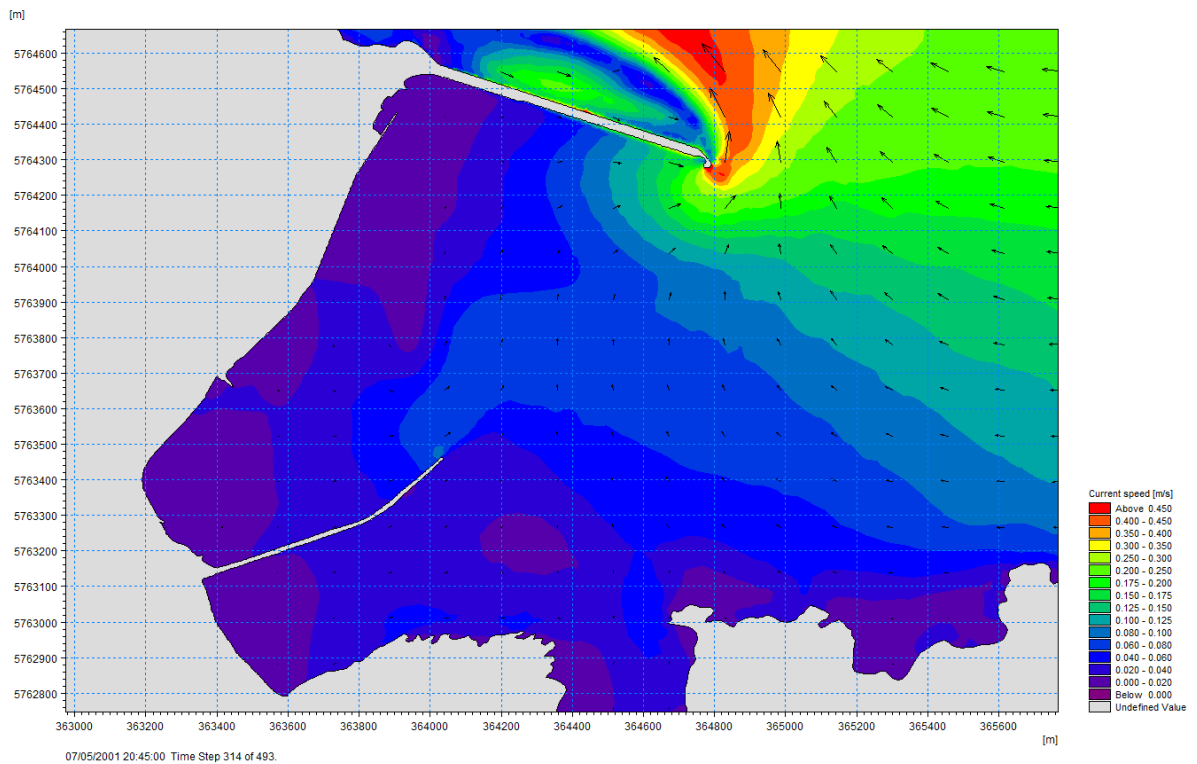 [m]
5764600
5764500
5764400
5764300
5764200
5764100
5764000
5763900
5763800
5763700
5763600
5763500
5763400
5763300
5763200
5763100
5763000
5762900
5762800
363000 363200 363400 363600 363800 364000 364200 364400 364600 364800 365000 365200 365400 365600
[m]
Current speed [m/s]
Above 0.450
0.400 - 0.450
0.350 - 0.400
0.300 - 0.350
0.250 - 0.300
0.200 - 0.250
0.175 - 0.200
0.150 - 0.175
0.125 - 0.150
0.100 - 0.125
0.080 - 0.100
0.060 - 0.080
0.040 - 0.060
0.020 - 0.040
0.000 - 0.020
Below 0.000
Undefined Value
07/05/2001 20:45:00 Time Step 314 of 493.